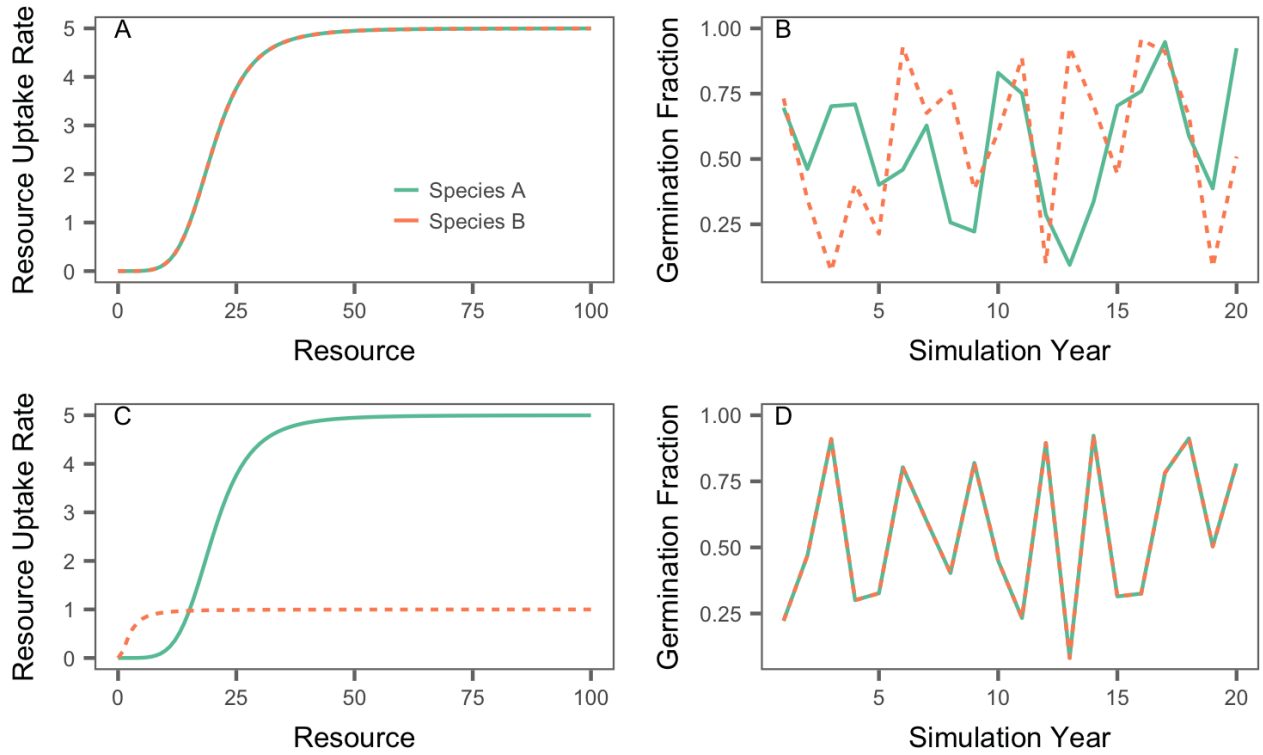 A
Resource Uptake Rate
5
4
3
2
1
0
Species A
Species B
0 25 50 75 100
Resource
B
Germination Fraction
1.00
0.75
0.50
0.25
5 10 15 20
Simulation Year
C
Resource Uptake Rate
5
4
3
2
1
0
0 25 50 75 100
Resource
D
Germination Fraction
1.00
0.75
0.50
0.25
5 10 15 20
Simulation Year